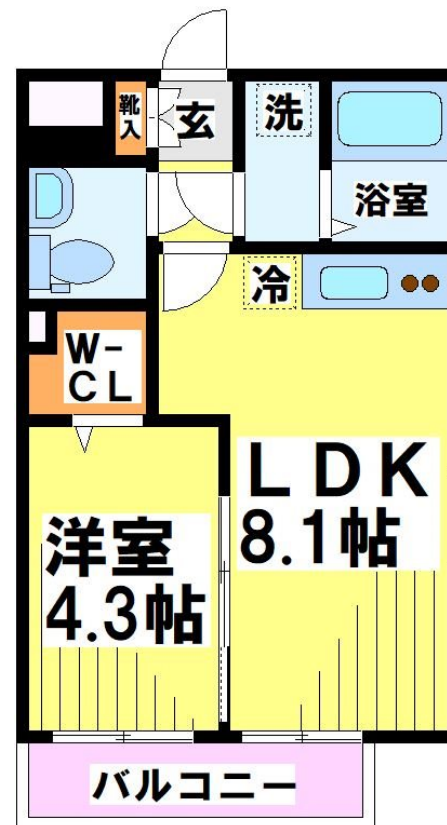 靴入
玄
洗
浴室
冷
W-
CL
LDK
8.1帖
洋室
4.3帖
バルコニー